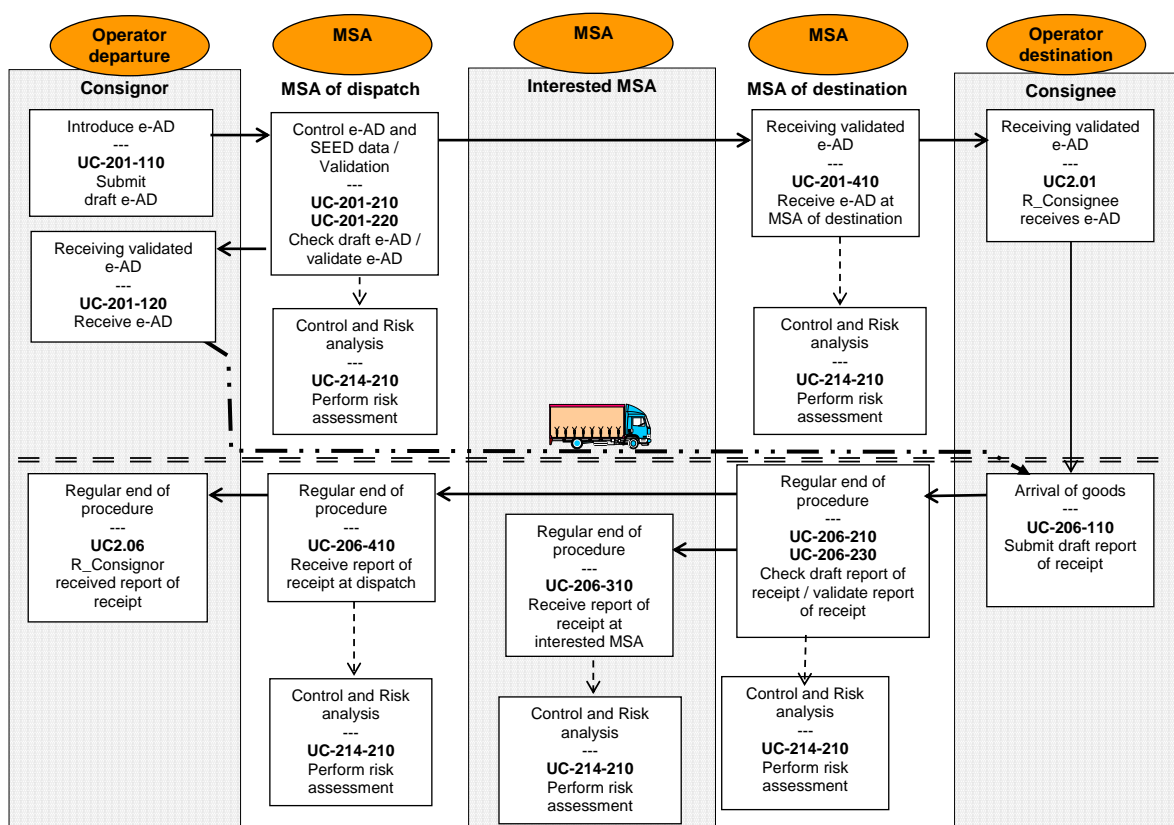 Operator
departure
MSA
MSA
MSA
Operator
destination
Consignor
MSA of dispatch
Interested MSA
MSA of destination
Consignee
Introduce e-AD
---
UC-201-110
Submit
draft e-AD
Control e-AD and
SEED data /
Validation
---
UC-201-210
UC-201-220
Check draft e-AD /
validate e-AD
Receiving validated
e-AD
---
UC-201-410
Receive e-AD at
MSA of destination
Receiving validated
e-AD
---
UC2.01
R_Consignee
receives e-AD
Receiving validated
e-AD
---
UC-201-120
Receive e-AD
Control and Risk
analysis
---
UC-214-210
Perform risk
assessment
Control and Risk
analysis
---
UC-214-210
Perform risk
assessment
Regular end of
procedure
---
UC2.06
R_Consignor
received report of
receipt
Regular end of
procedure
---
UC-206-410
Receive report of
receipt at dispatch
Regular end of
procedure
---
UC-206-310
Receive report of
receipt at
interested MSA
Regular end of
procedure
---
UC-206-210
UC-206-230
Check draft report of
receipt / validate report
of receipt
Arrival of goods
---
UC-206-110
Submit draft report
of receipt
Control and Risk
analysis
---
UC-214-210
Perform risk
assessment
Control and Risk
analysis
---
UC-214-210
Perform risk
assessment
Control and Risk
analysis
---
UC-214-210
Perform risk
assessment